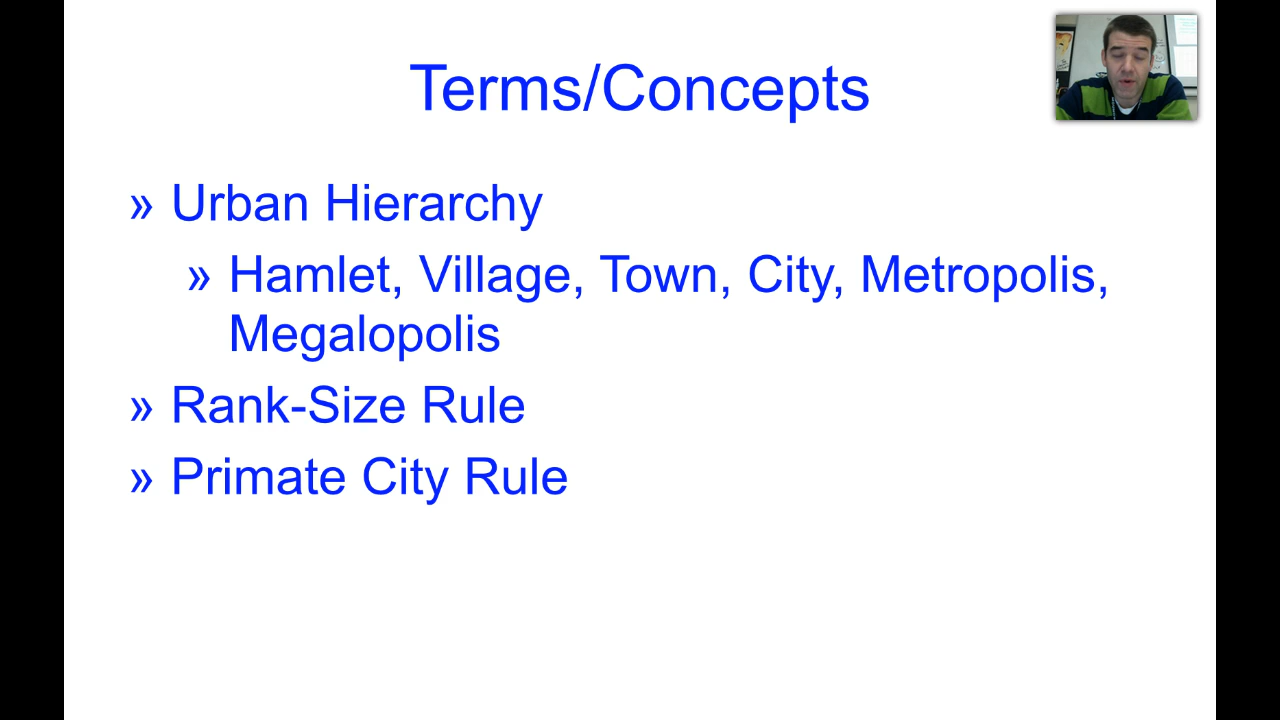 Terms/Concepts
» Urban Hierarchy
» Hamlet, Village, Town, City, Metropolis,
Megalopolis
» Rank-Size Rule
» Primate City Rule